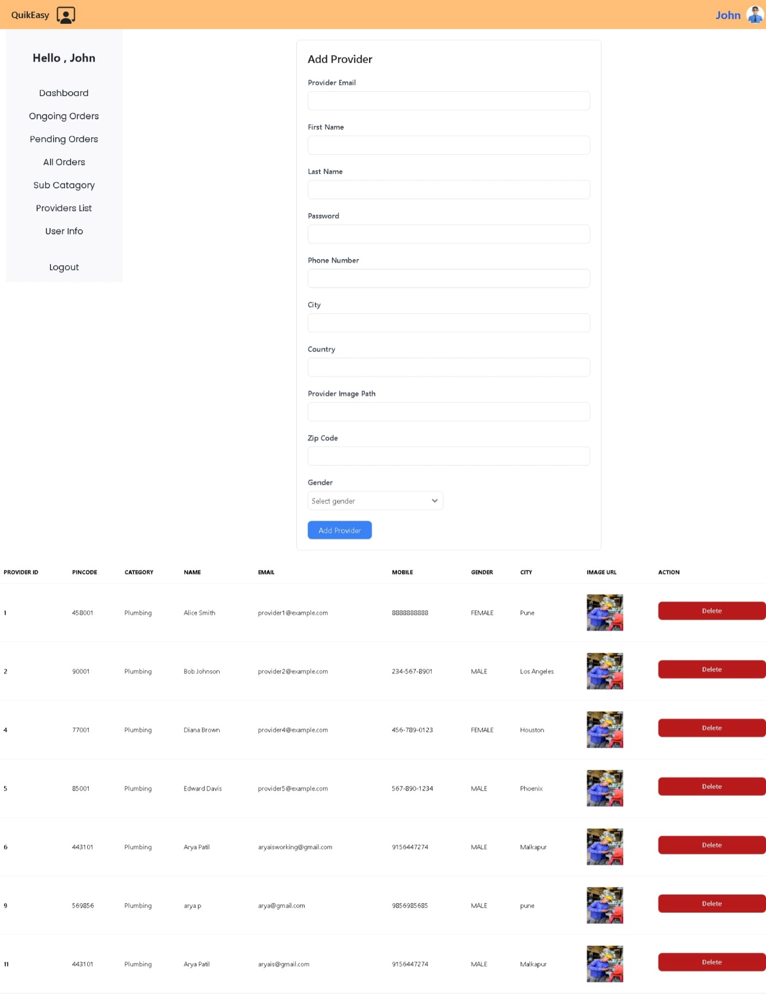 QuikEasy
John
Hello , John
Dashboard
Ongoing Orders
Pending Orders
All Orders
Sub Catagory
Providers List
User Info
Logout
Add Provider
Provider Email
First Name
Last Name
Password
Phone Number
City
Country
Provider Image Path
Zip Code
Gender
Select gender
Add Provider
PROVIDER ID PINCODE CATEGORY NAME EMAIL MOBILE GENDER CITY IMAGE URL ACTION
1 458001 Plumbing Alice Smith provider1@example.com 8888888888 FEMALE Pune Delete
2 90001 Plumbing Bob Johnson provider2@example.com 234-567-8901 MALE Los Angeles Delete
4 77001 Plumbing Diana Brown provider4@example.com 456-789-0123 FEMALE Houston Delete
5 85001 Plumbing Edward Davis provider5@example.com 567-890-1234 MALE Phoenix Delete
6 443101 Plumbing Arya Patil aryaisworking@gmail.com 9156447274 MALE Malkapur Delete
9 569856 Plumbing arya p arya@gmail.com 9856985685 MALE pune Delete
11 443101 Plumbing Arya Patil aryais@gmail.com 9156447274 MALE Malkapur Delete